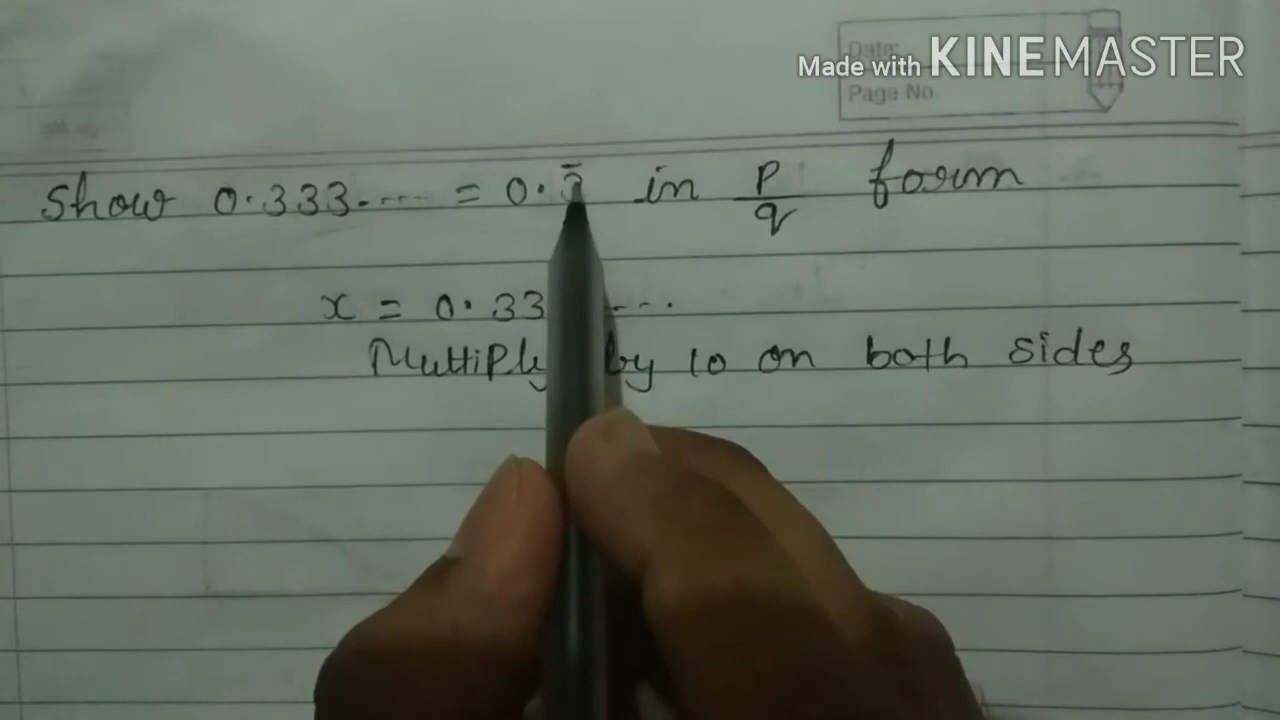 Date:
Made with KINEMASTER
Page No
Show 0.333..... = 0.3̄ in p/q form
x = 0.33 ....
Multiply by 10 on both sides